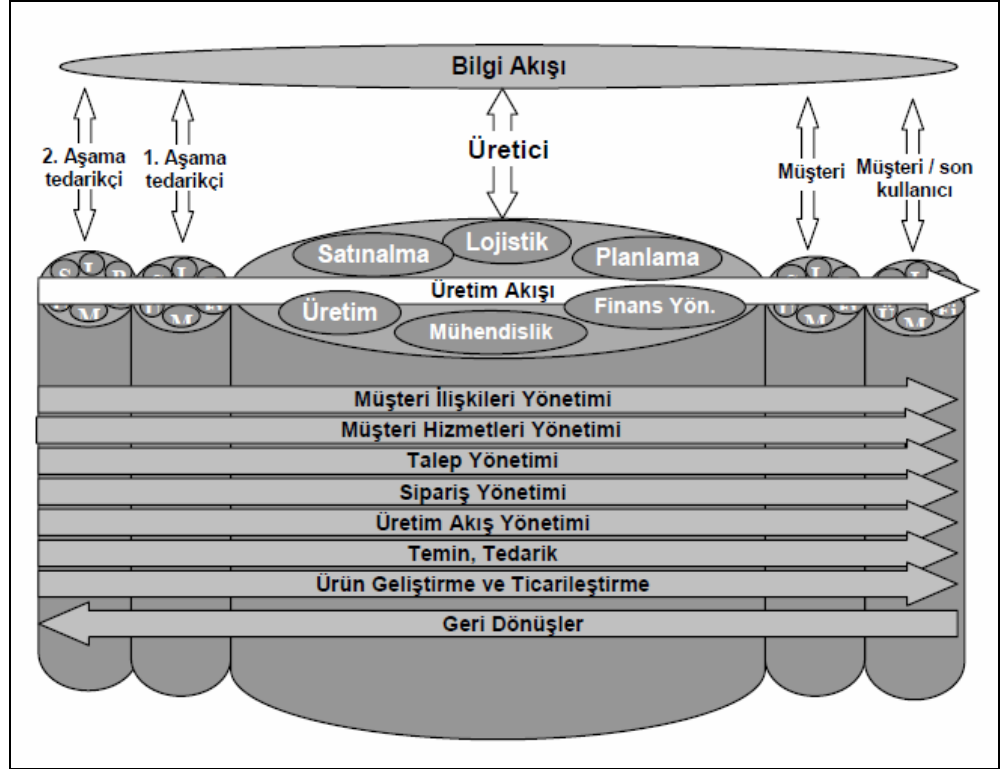 Bilgi Akışı
2. Aşama
tedarikçi
1. Aşama
tedarikçi
Üretici
Müşteri
Müşteri / son
kullanıcı
Satınalma
Lojistik
Planlama
Üretim Akışı
Üretim
Mühendislik
Finans Yön.
Müşteri İlişkileri Yönetimi
Müşteri Hizmetleri Yönetimi
Talep Yönetimi
Sipariş Yönetimi
Üretim Akış Yönetimi
Temin, Tedarik
Ürün Geliştirme ve Ticarileştirme
Geri Dönüşler